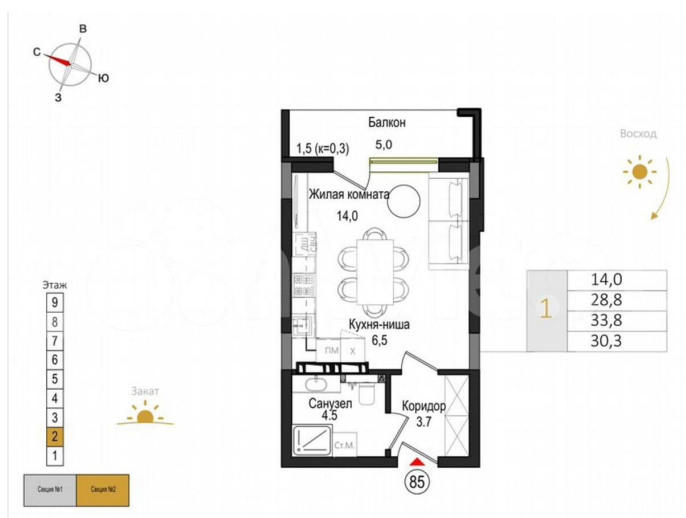 В
С
Ю
З
Балкон
1,5 (к=0,3)
5,0
Восход
Жилая комната
14,0
ДШ
СВЧ
Этаж
9
8
7
6
5
4
3
2
1
1
14,0
28,8
33,8
30,3
Кухня-ниша
6,5
ПМ
Х
Закат
Санузел
4.5
Коридор
3.7
Ст.М.
85
Секция №1
Секция №2